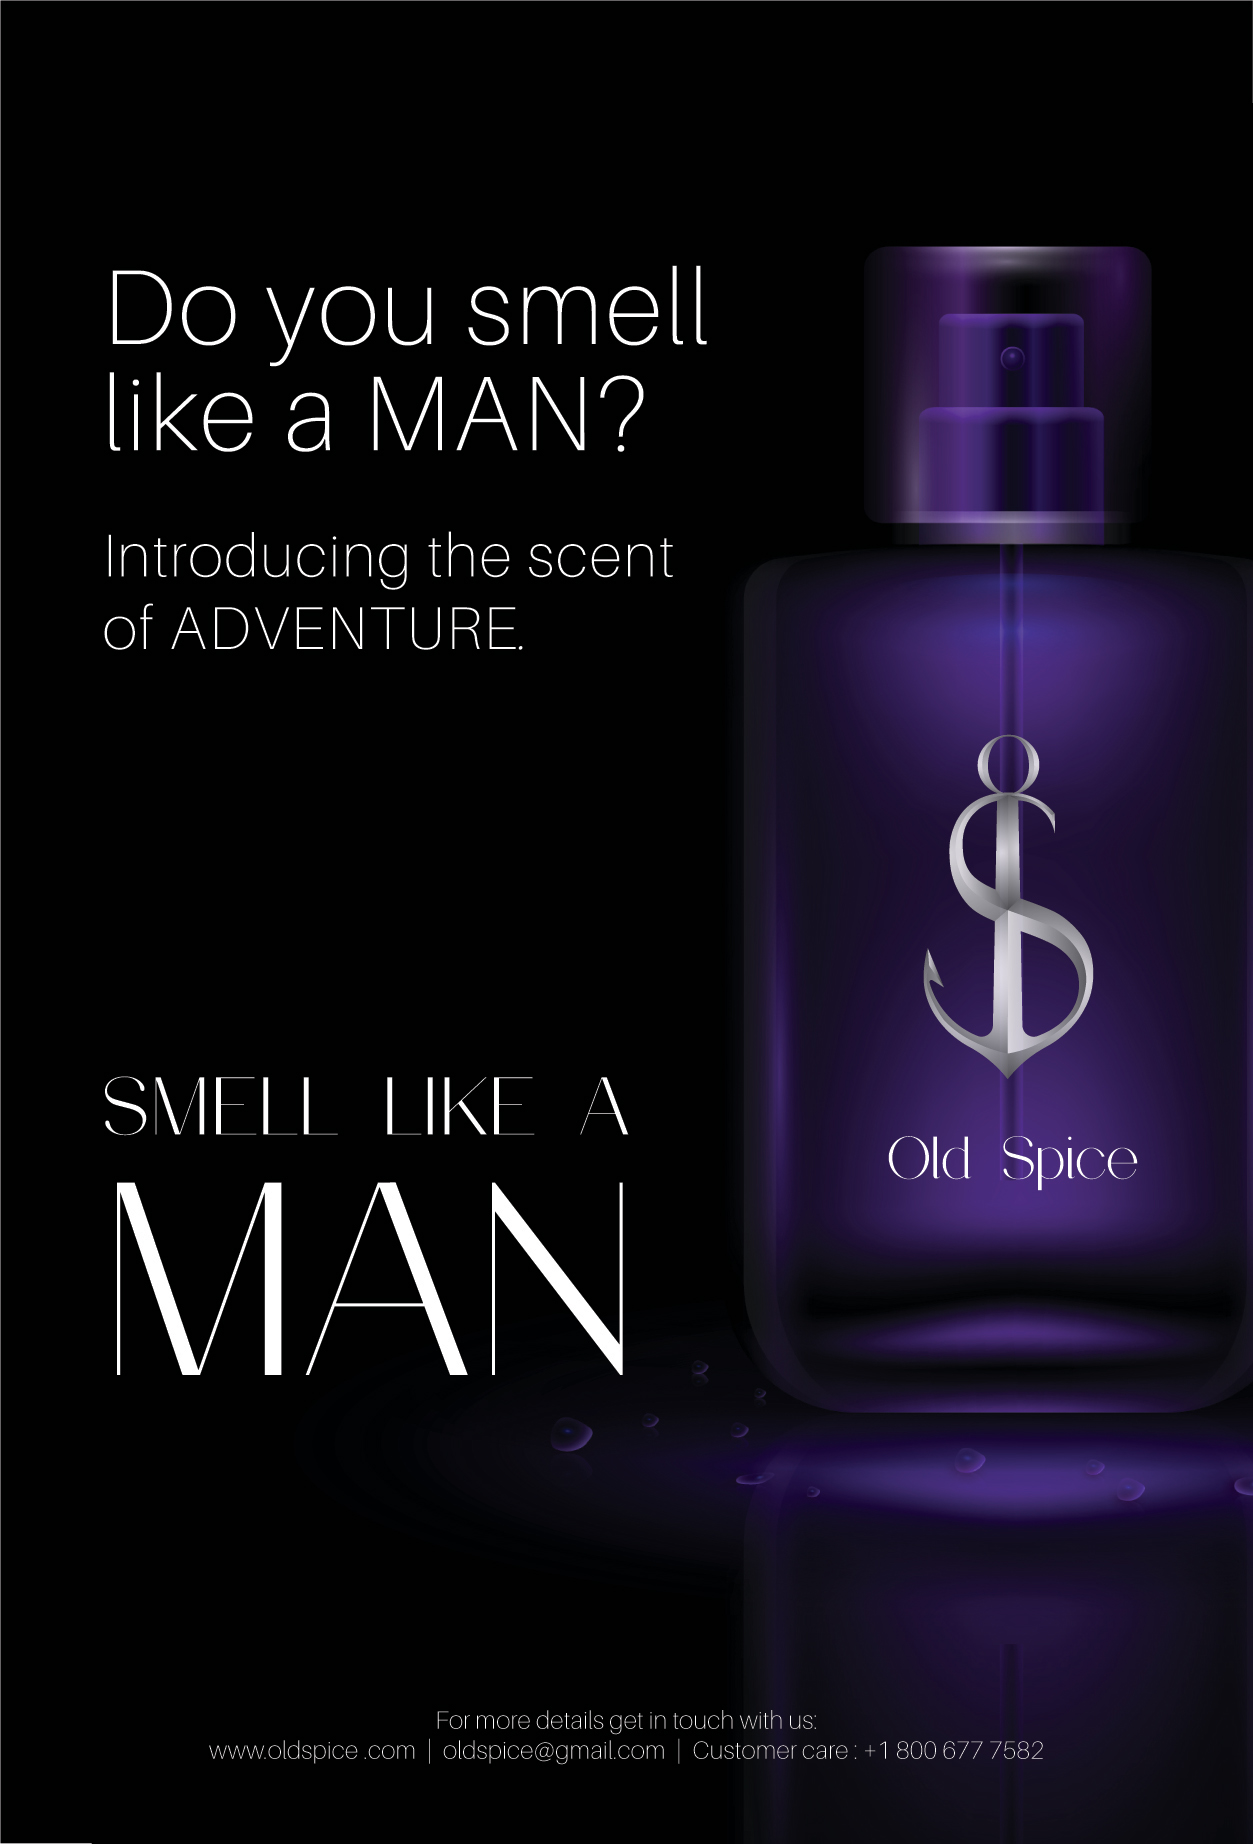 Do you smell
like a MAN?
Introducing the scent
of ADVENTURE.
SMELL LIKE A
MAN
Old Spice
For more details get in touch with us:
www.oldspice .com | oldspice@gmail.com | Customer care : +1 800 677 7582